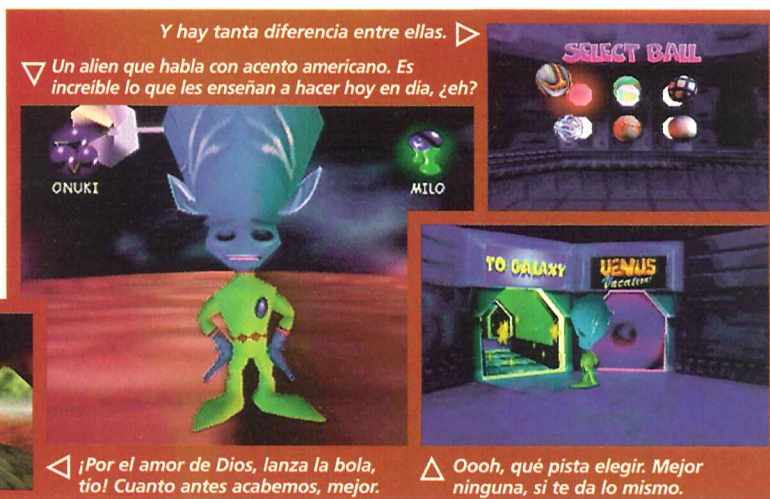 Y hay tanta diferencia entre ellas.
Un alien que habla con acento americano. Es
increíble lo que les enseñan a hacer hoy en día, ¿eh?
SELECT BALL
ONUKI
MILO
TO GALAXY
VENUS
Vacation!
¡Por el amor de Dios, lanza la bola,
tío! Cuanto antes acabemos, mejor.
Oooh, qué pista elegir. Mejor
ninguna, si te da lo mismo.